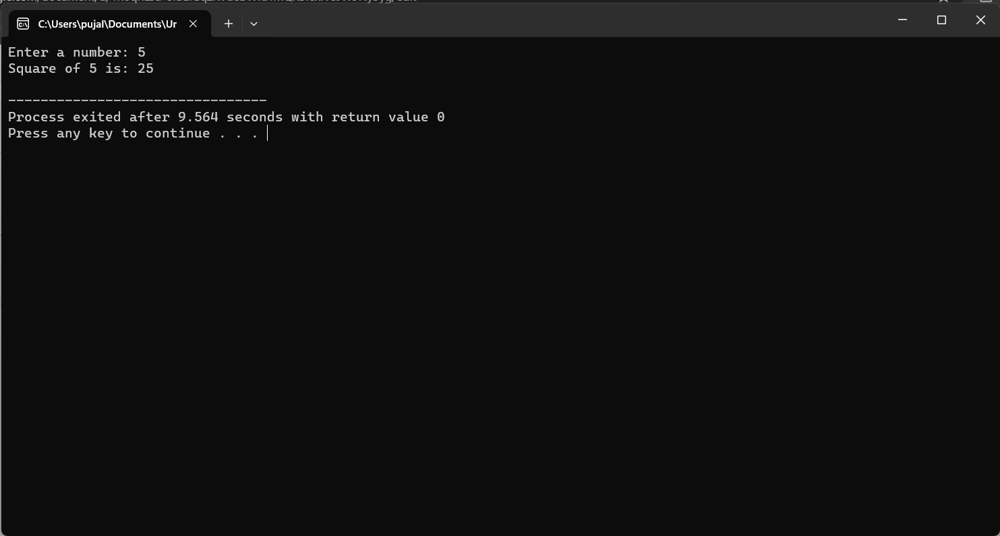 C:\Users\pujal\Documents\Ur
Enter a number: 5
Square of 5 is: 25
--------------------------------
Process exited after 9.564 seconds with return value 0
Press any key to continue . . .